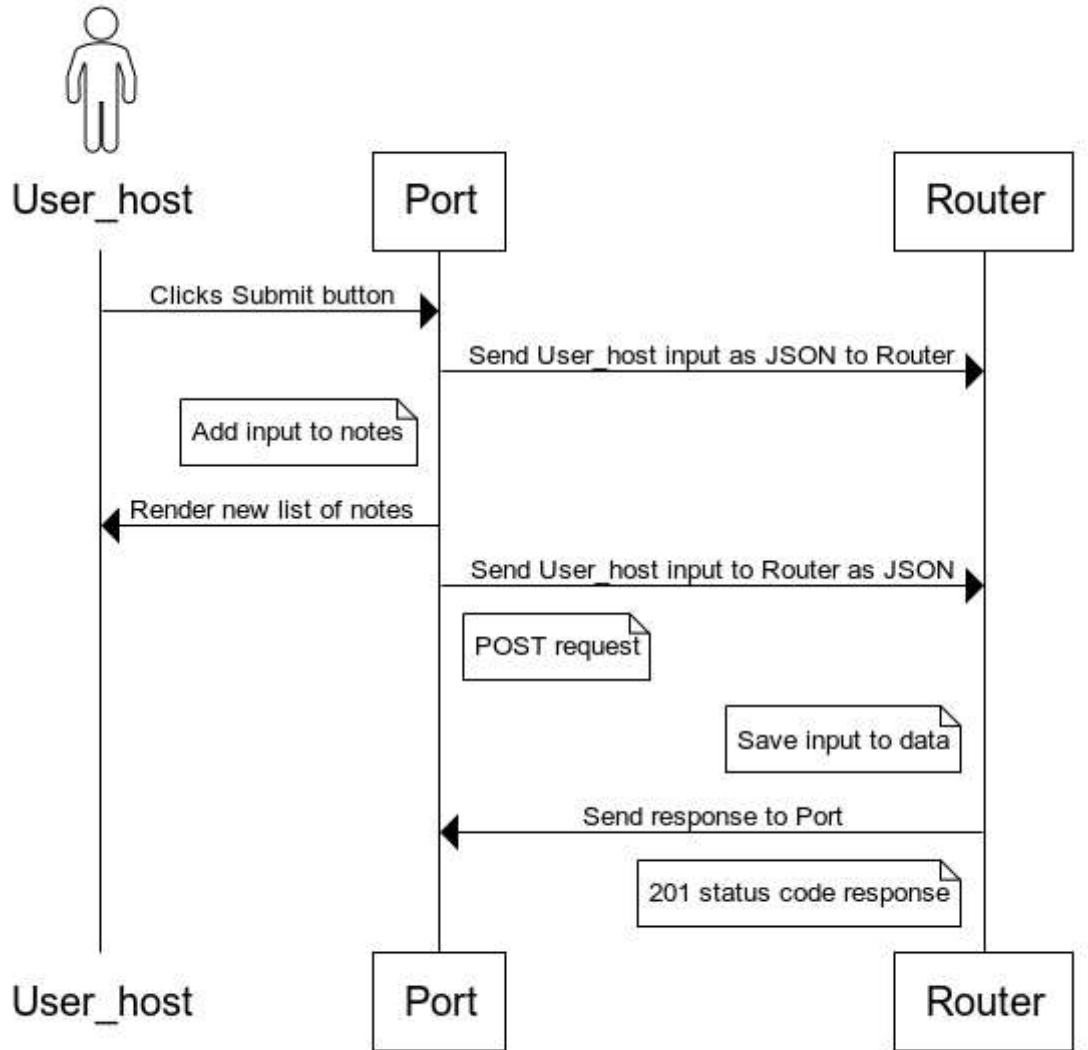 User_host
Port
Router
Clicks Submit button
Send User_host input as JSON to Router
Add input to notes
Render new list of notes
Send User_host input to Router as JSON
POST request
Save input to data
Send response to Port
201 status code response
User_host
Port
Router